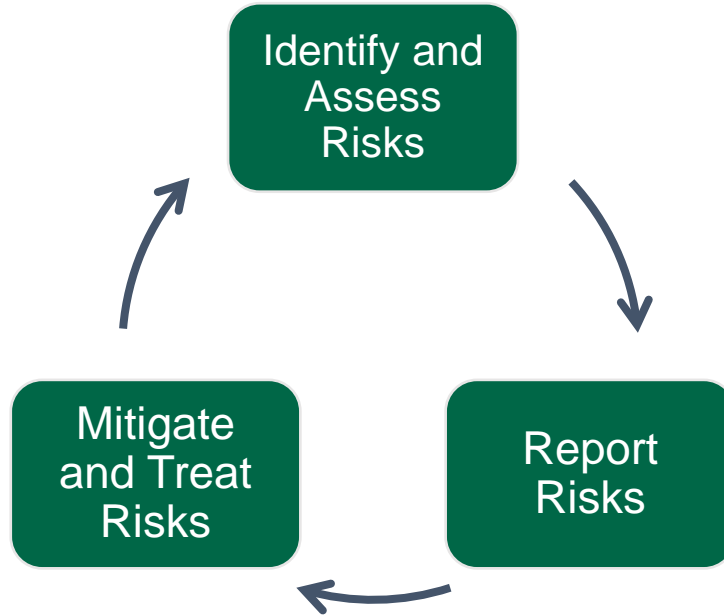 Identify and
Assess
Risks
Mitigate
and Treat
Risks
Report
Risks